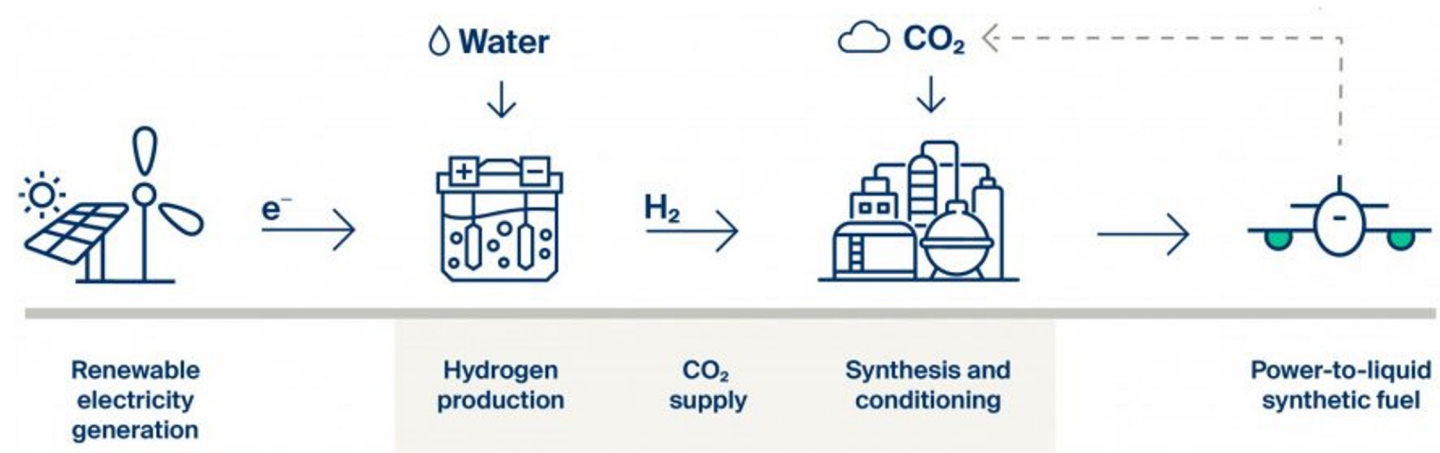 Water
CO₂
e⁻
H₂
+
−
Renewable
electricity
generation
Hydrogen
production
CO₂
supply
Synthesis and
conditioning
Power-to-liquid
synthetic fuel